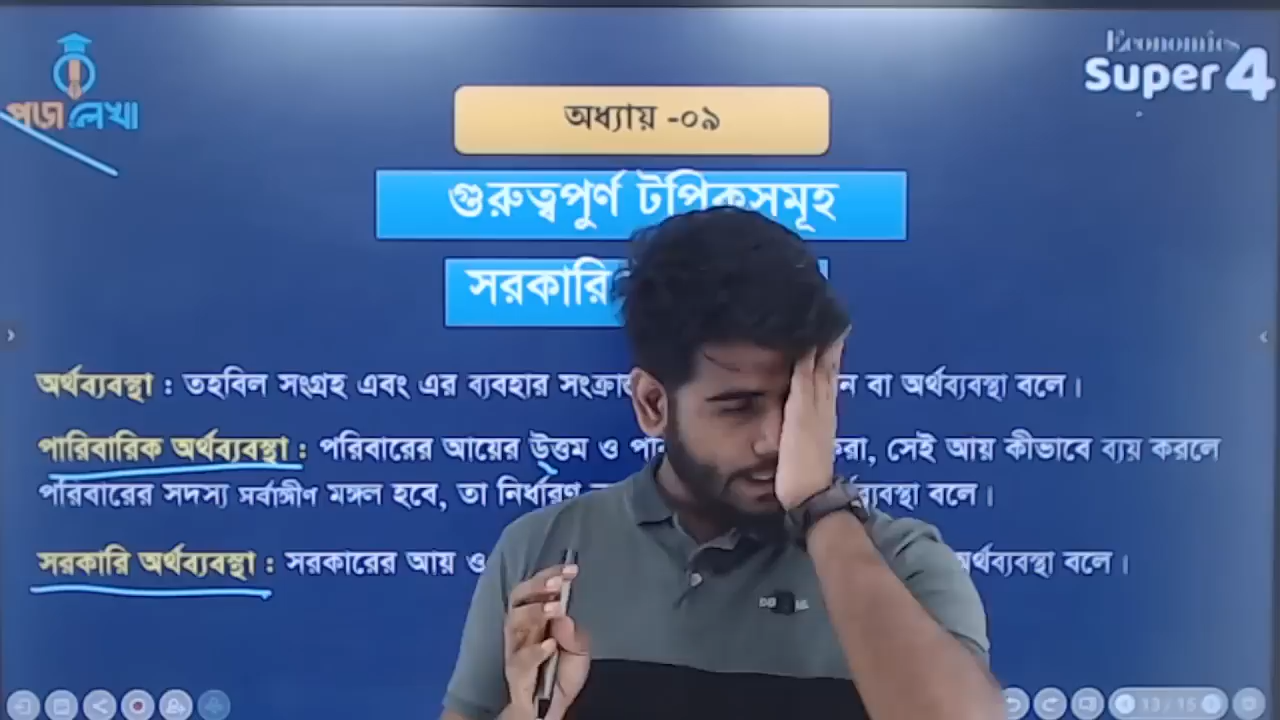 পড়া লেখা
Economics
Super 4
অধ্যায় -০৯
গুরুত্বপুর্ণ টপিকসমূহ
সরকারি
অর্থব্যবস্থা : তহবিল সংগ্রহ এবং এর ব্যবহার বা অর্থব্যবস্থা বলে।
পারিবারিক অর্থব্যবস্থা : পরিবারের আয়ের উত্তম ও সেই আয় কীভাবে ব্যয় করলে
পরিবারের সদস্য সর্বাঙ্গীণ মঙ্গল হবে, তা নির্ধারণ বলে।
সরকারি অর্থব্যবস্থা : সরকারের আয় ও অর্থব্যবস্থা বলে।
13 / 15